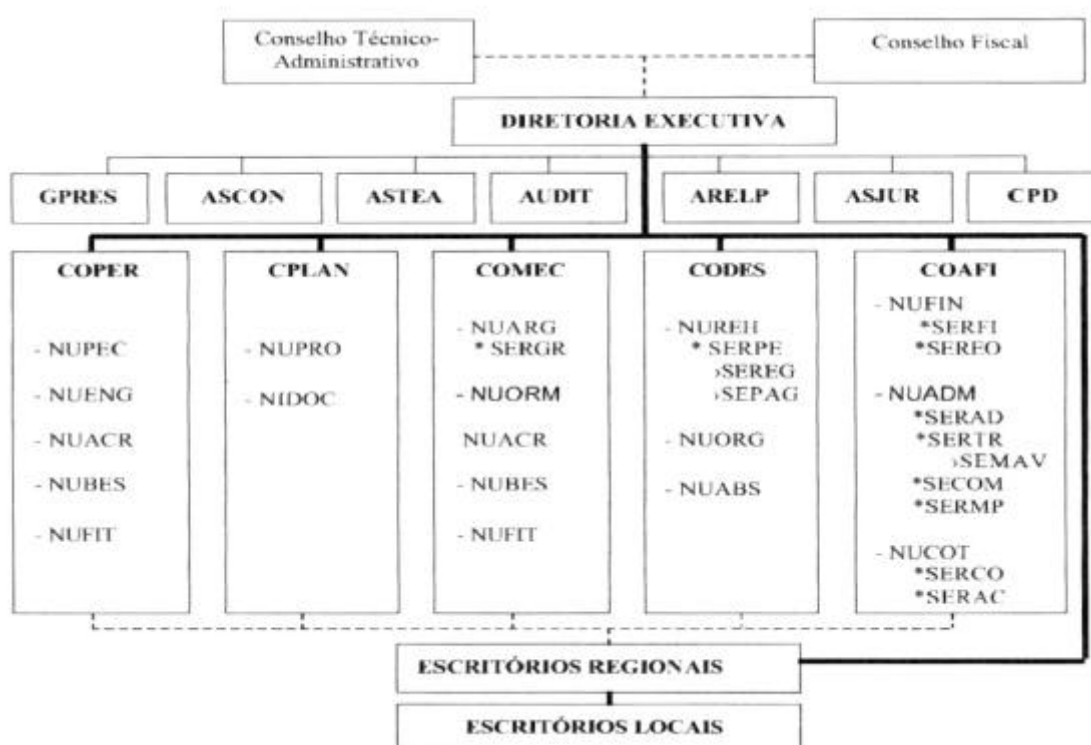 Conselho Técnico-
Administrativo
Conselho Fiscal
DIRETORIA EXECUTIVA
GPRES
ASCON
ASTEA
AUDIT
ARELP
ASJUR
CPD
COPER
- NUPEC
- NUENG
- NUACR
- NUBES
- NUFIT
CPLAN
- NUPRO
- NIDOC
COMEC
- NUARG
* SERGR
- NUORM
NUACR
- NUBES
- NUFIT
CODES
- NUREH
* SERPE
›SEREG
›SEPAG
- NUORG
- NUABS
COAFI
- NUFIN
*SERFI
*SEREO
- NUADM
*SERAD
*SERTR
›SEMAV
*SECOM
*SERMP
- NUCOT
*SERCO
*SERAC
ESCRITÓRIOS REGIONAIS
ESCRITÓRIOS LOCAIS